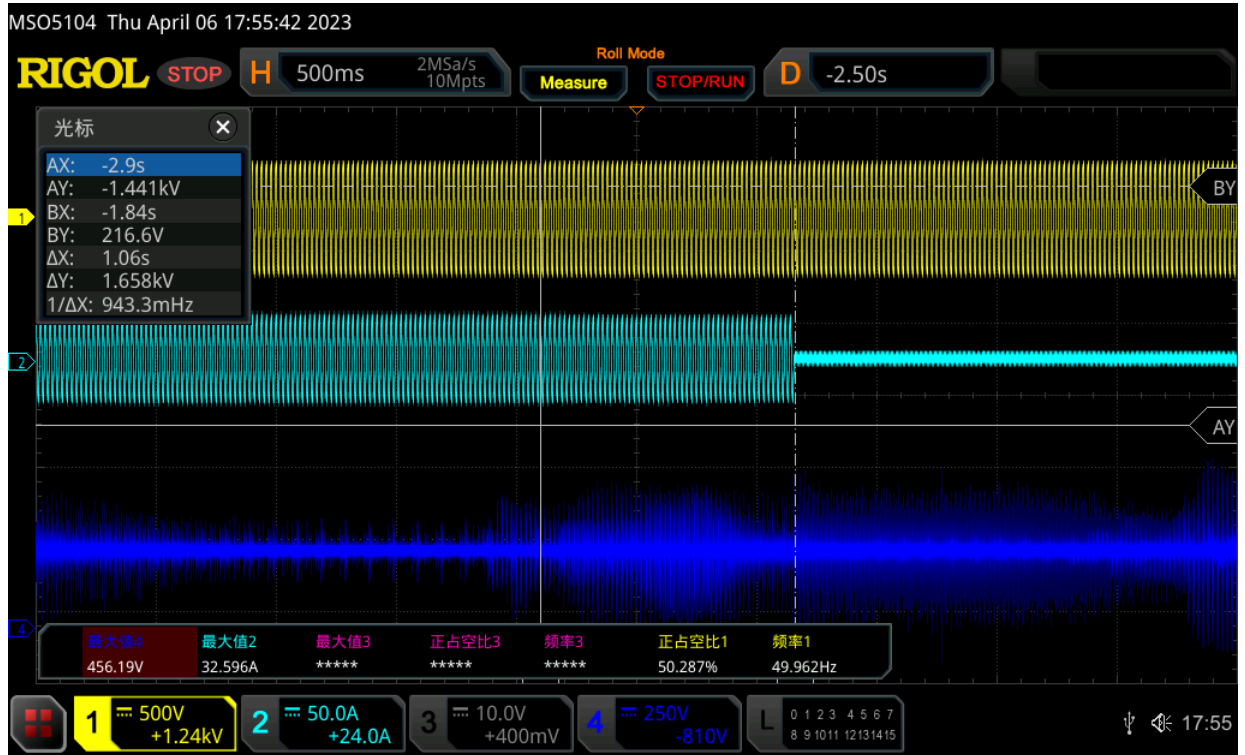 MSO5104 Thu April 06 17:55:42 2023
RIGOL STOP H 500ms 2MSa/s 10Mpts Roll Mode Measure STOP/RUN D -2.50s
光标
AX: -2.9s
AY: -1.441kV
BX: -1.84s
BY: 216.6V
ΔX: 1.06s
ΔY: 1.658kV
1/ΔX: 943.3mHz
BY
1
2
AY
4
最大值4 最大值2 最大值3 正占空比3 频率3 正占空比1 频率1
456.19V 32.596A ***** ***** ***** 50.287% 49.962Hz
1 500V +1.24kV
2 50.0A +24.0A
3 10.0V +400mV
4 250V -810V
L 0 1 2 3 4 5 6 7
8 9 10 11 12 13 14 15
17:55